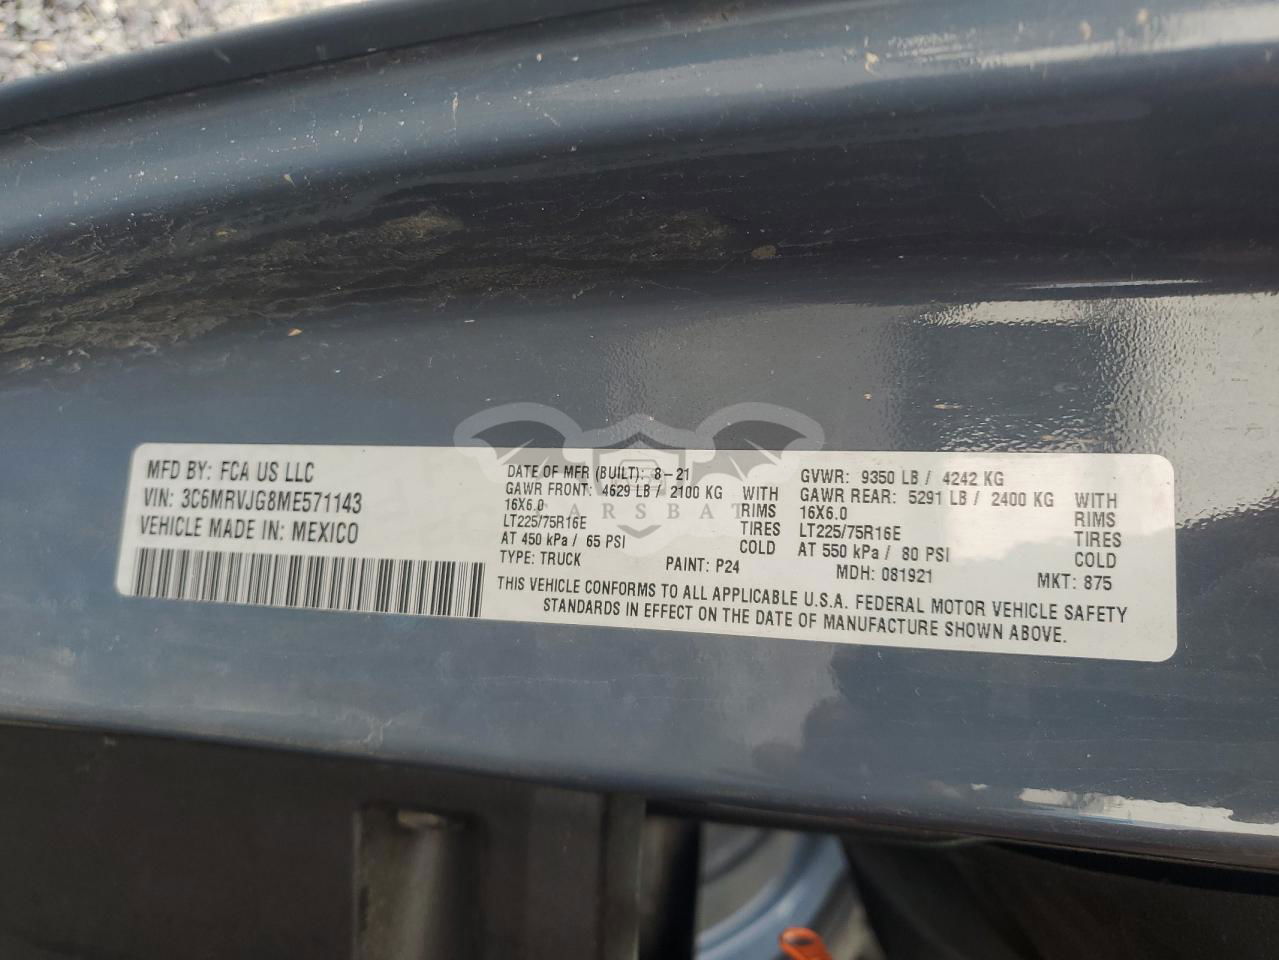 MFD BY: FCA US LLC
VIN: 3C6MRVJG8ME571143
VEHICLE MADE IN: MEXICO
DATE OF MFR (BUILT): 8-21
GAWR FRONT: 4629 LB / 2100 KG WITH
16X6.0 RIMS
LT225/75R16E TIRES
AT 450 kPa / 65 PSI COLD
TYPE: TRUCK PAINT: P24
GVWR: 9350 LB / 4242 KG
GAWR REAR: 5291 LB / 2400 KG WITH
16X6.0 RIMS
LT225/75R16E TIRES
AT 550 kPa / 80 PSI COLD
MDH: 081921 MKT: 875
THIS VEHICLE CONFORMS TO ALL APPLICABLE U.S.A. FEDERAL MOTOR VEHICLE SAFETY
STANDARDS IN EFFECT ON THE DATE OF MANUFACTURE SHOWN ABOVE.
CARSBAT